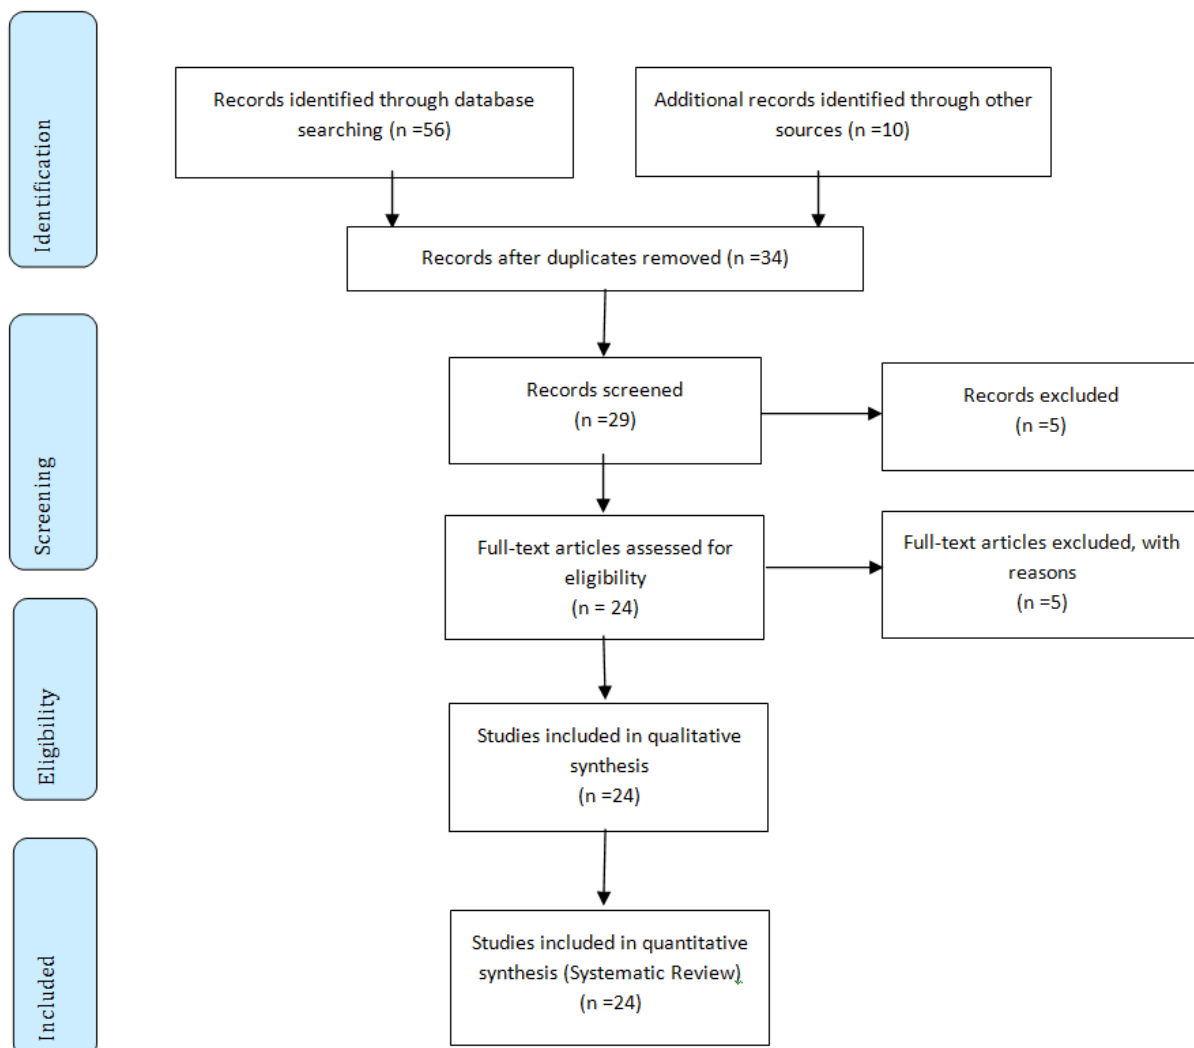 Identification
Records identified through database
searching (n =56)
Additional records identified through other
sources (n =10)
Records after duplicates removed (n =34)
Screening
Records screened
(n =29)
Records excluded
(n =5)
Full-text articles assessed for
eligibility
(n = 24)
Full-text articles excluded, with
reasons
(n =5)
Eligibility
Studies included in qualitative
synthesis
(n =24)
Included
Studies included in quantitative
synthesis (Systematic Review)
(n =24)